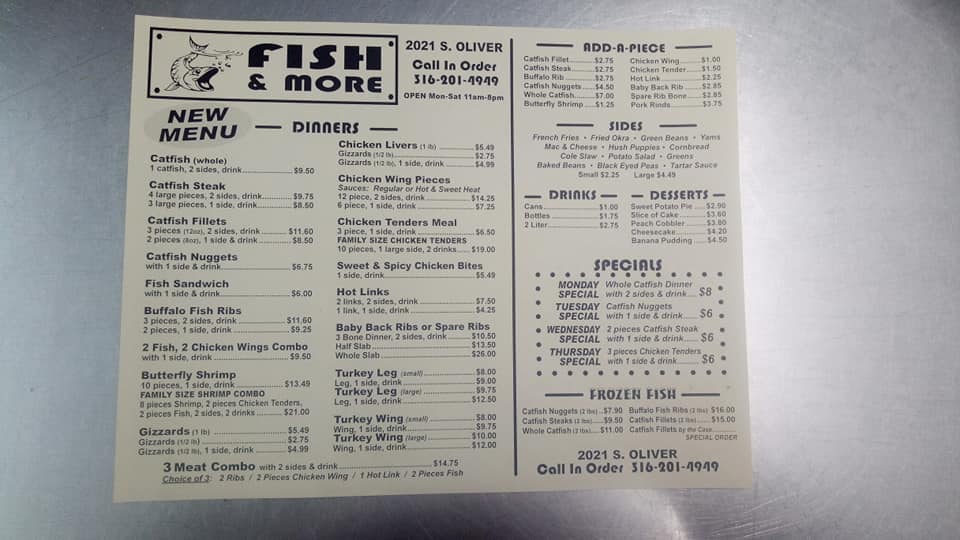 FISH
& MORE
2021 S. OLIVER
Call In Order
316-201-4949
OPEN Mon-Sat 11am-8pm
NEW
MENU
DINNERS
Catfish (whole)
1 catfish, 2 sides, drink $9.50
Catfish Steak
4 large pieces, 2 sides, drink $9.75
3 large pieces, 1 side, drink $8.50
Catfish Fillets
3 pieces (12oz), 2 sides, drink $11.60
2 pieces (8oz), 1 side & drink $8.50
Catfish Nuggets
with 1 side & drink $6.75
Fish Sandwich
with 1 side & drink $6.00
Buffalo Fish Ribs
3 pieces, 2 sides, drink $11.60
2 pieces, 1 side, drink $9.25
2 Fish, 2 Chicken Wings Combo
with 1 side, drink $9.50
Butterfly Shrimp
10 pieces, 1 side, drink $13.49
FAMILY SIZE SHRIMP COMBO
8 pieces Shrimp, 2 pieces Chicken Tenders,
2 pieces Fish, 2 sides, 2 drinks $21.00
Gizzards (1 lb) $5.49
Gizzards (1/2 lb) $2.75
Gizzards (1/2 lb), 1 side, drink $4.99
Chicken Livers (1 lb) $5.49
Gizzards (1/2 lb) $2.75
Gizzards (1/2 lb), 1 side, drink $4.99
Chicken Wing Pieces
Sauces: Regular or Hot & Sweet Heat
12 piece, 2 sides, drink $14.25
6 piece, 1 side, drink $7.25
Chicken Tenders Meal
3 piece, 1 side, drink $6.50
FAMILY SIZE CHICKEN TENDERS
10 pieces, 1 large side, 2 drinks $19.00
Sweet & Spicy Chicken Bites
1 side, drink $5.49
Hot Links
2 links, 2 sides, drink $7.50
1 link, 1 side, drink $4.25
Baby Back Ribs or Spare Ribs
3 Bone Dinner, 2 sides, drink $10.50
Half Slab $13.50
Whole Slab $26.00
Turkey Leg (small) $8.00
Leg, 1 side, drink $9.00
Turkey Leg (large) $9.75
Leg, 1 side, drink $12.50
Turkey Wing (small) $8.00
Wing, 1 side, drink $9.75
Turkey Wing (large) $10.00
Wing, 1 side, drink $12.00
3 Meat Combo with 2 sides & drink $14.75
Choice of 3: 2 Ribs / 2 Pieces Chicken Wing / 1 Hot Link / 2 Pieces Fish
ADD-A-PIECE
Catfish Fillet $2.75
Catfish Steak $2.75
Buffalo Rib $2.75
Catfish Nuggets $4.50
Whole Catfish $7.00
Butterfly Shrimp $1.25
Chicken Wing $1.00
Chicken Tender $1.50
Hot Link $2.25
Baby Back Rib $2.85
Spare Rib Bone $2.85
Pork Rinds $3.75
SIDES
French Fries • Fried Okra • Green Beans • Yams
Mac & Cheese • Hush Puppies • Cornbread
Cole Slaw • Potato Salad • Greens
Baked Beans • Black Eyed Peas • Tartar Sauce
Small $2.25 Large $4.49
DRINKS
Cans $1.00
Bottles $1.75
2 Liter $2.75
DESSERTS
Sweet Potato Pie $2.90
Slice of Cake $3.60
Peach Cobbler $3.80
Cheesecake $4.20
Banana Pudding $4.50
SPECIALS
MONDAY SPECIAL Whole Catfish Dinner
with 2 sides & drink $8
TUESDAY SPECIAL Catfish Nuggets
with 1 side & drink $6
WEDNESDAY SPECIAL 2 pieces Catfish Steak
with 1 side & drink $6
THURSDAY SPECIAL 3 pieces Chicken Tenders
with 1 side & drink $6
FROZEN FISH
Catfish Nuggets (2 lbs) $7.90
Catfish Steaks (2 lbs) $9.50
Whole Catfish (2 lbs) $11.00
Buffalo Fish Ribs (2 lbs) $16.00
Catfish Fillets (2 lbs) $15.00
Catfish Fillets by the Case
SPECIAL ORDER
2021 S. OLIVER
Call In Order 316-201-4949